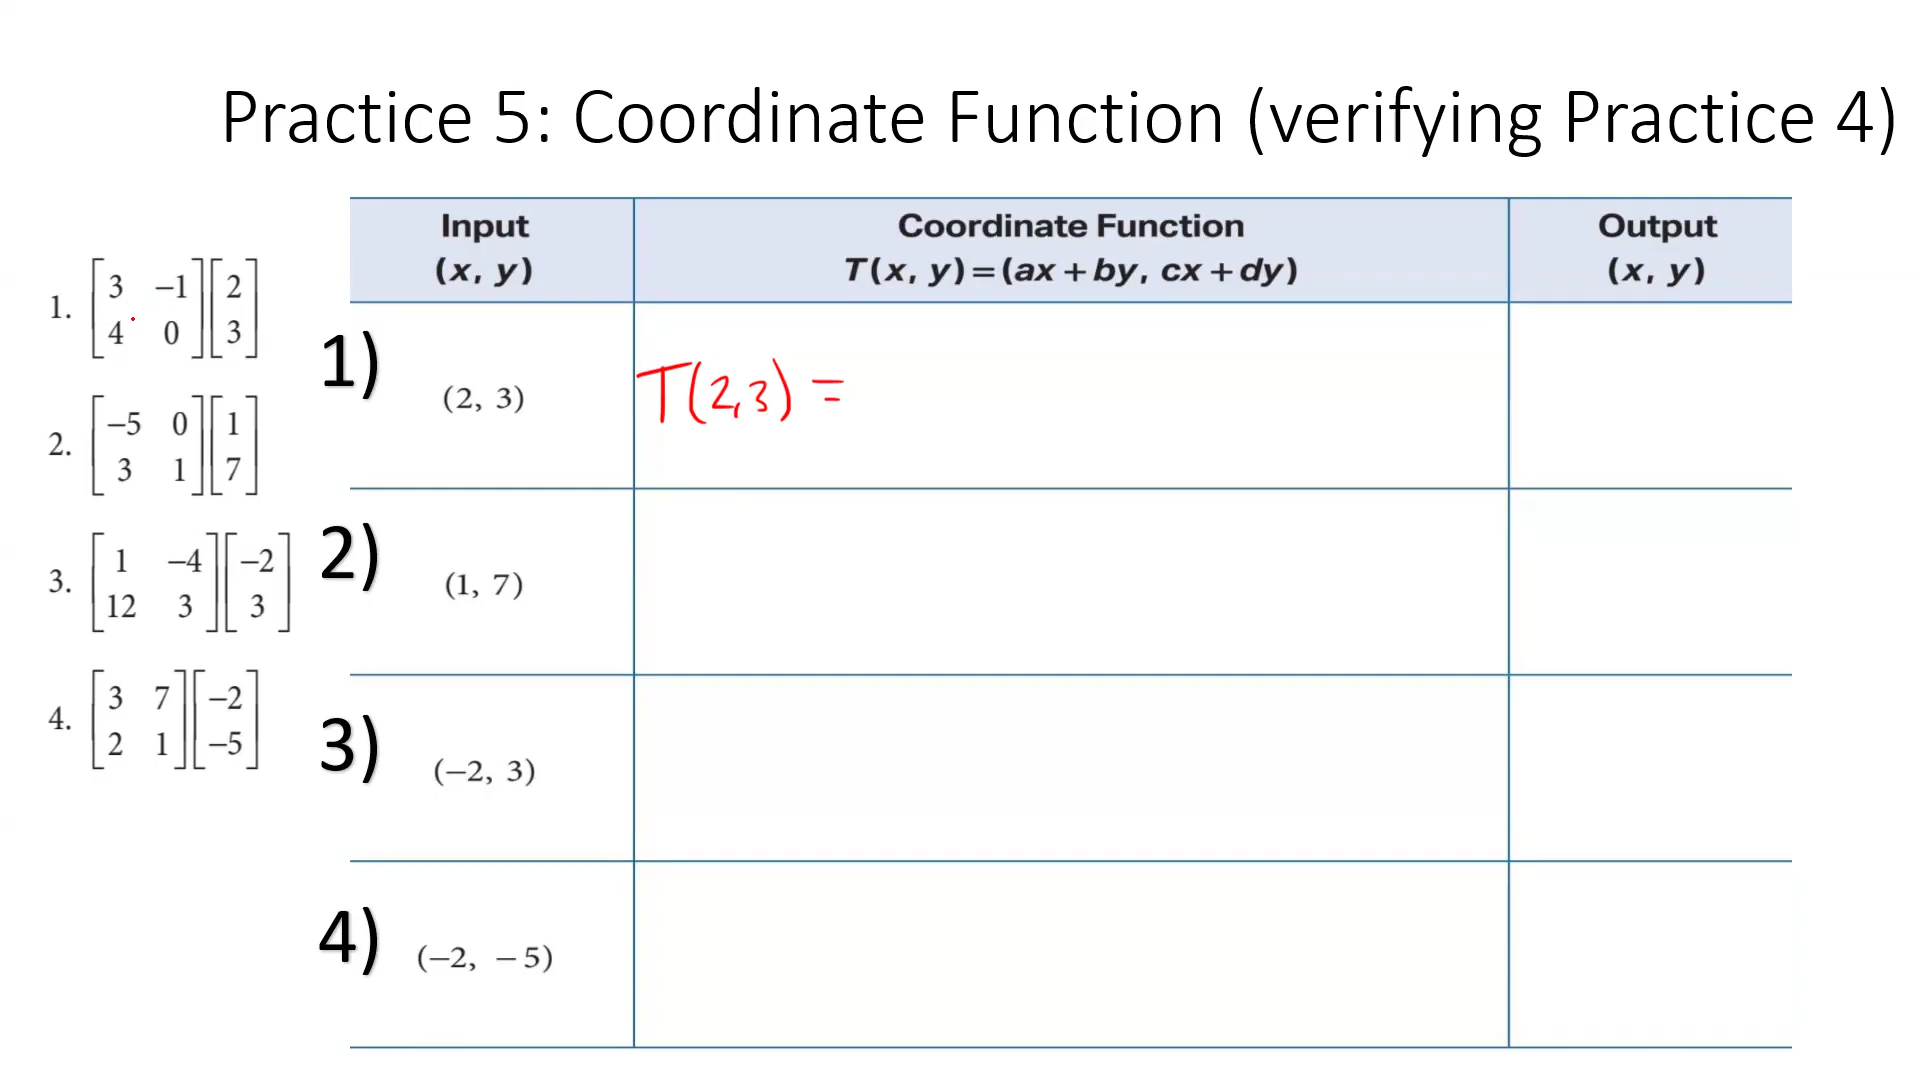 Practice 5: Coordinate Function (verifying Practice 4)
Input
(x, y)
Coordinate Function
T(x, y)=(ax+by, cx+dy)
Output
(x, y)
1. [3 −1
4 0][2
3]
2. [−5 0
3 1][1
7]
3. [1 −4
12 3][−2
3]
4. [3 7
2 1][−2
−5]
1) (2, 3)
T(2,3) =
2) (1, 7)
3) (−2, 3)
4) (−2, −5)